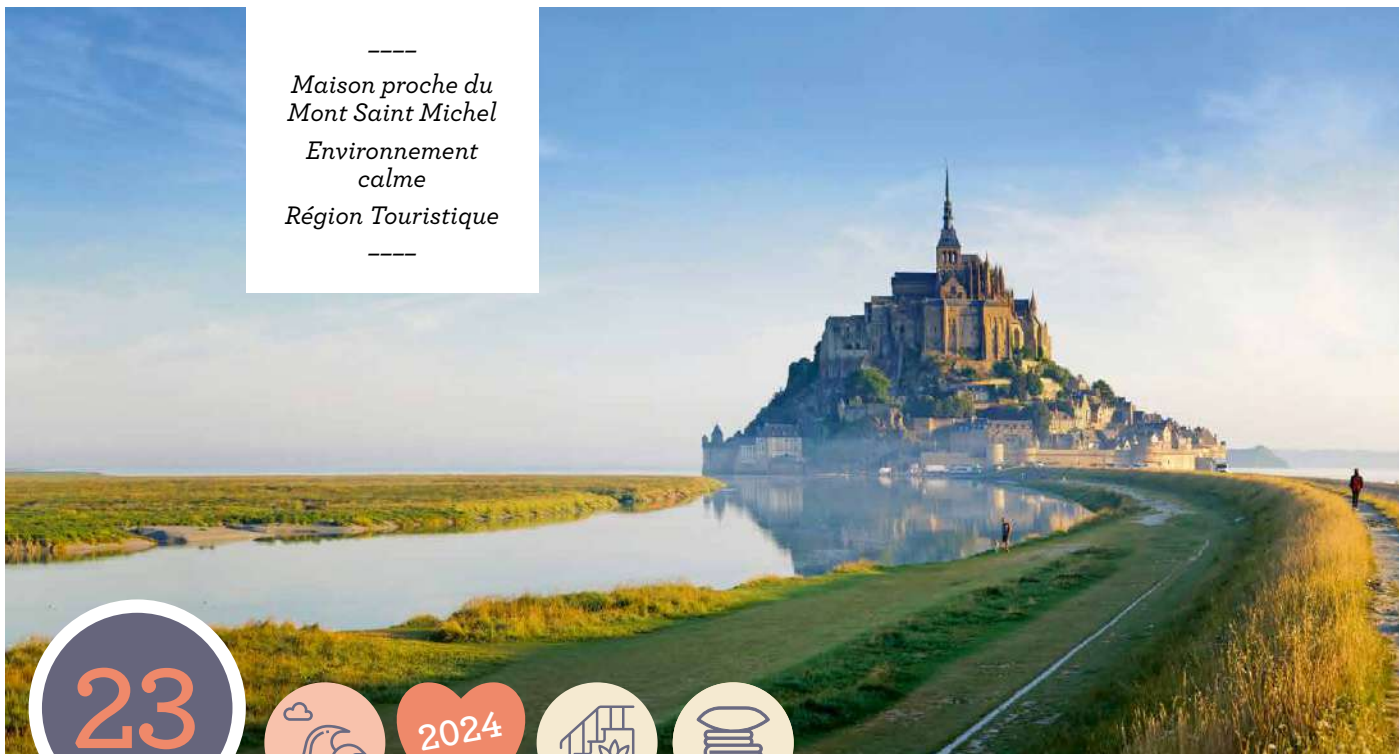 ----
Maison proche du
Mont Saint Michel
Environnement
calme
Région Touristique
----
23
2024